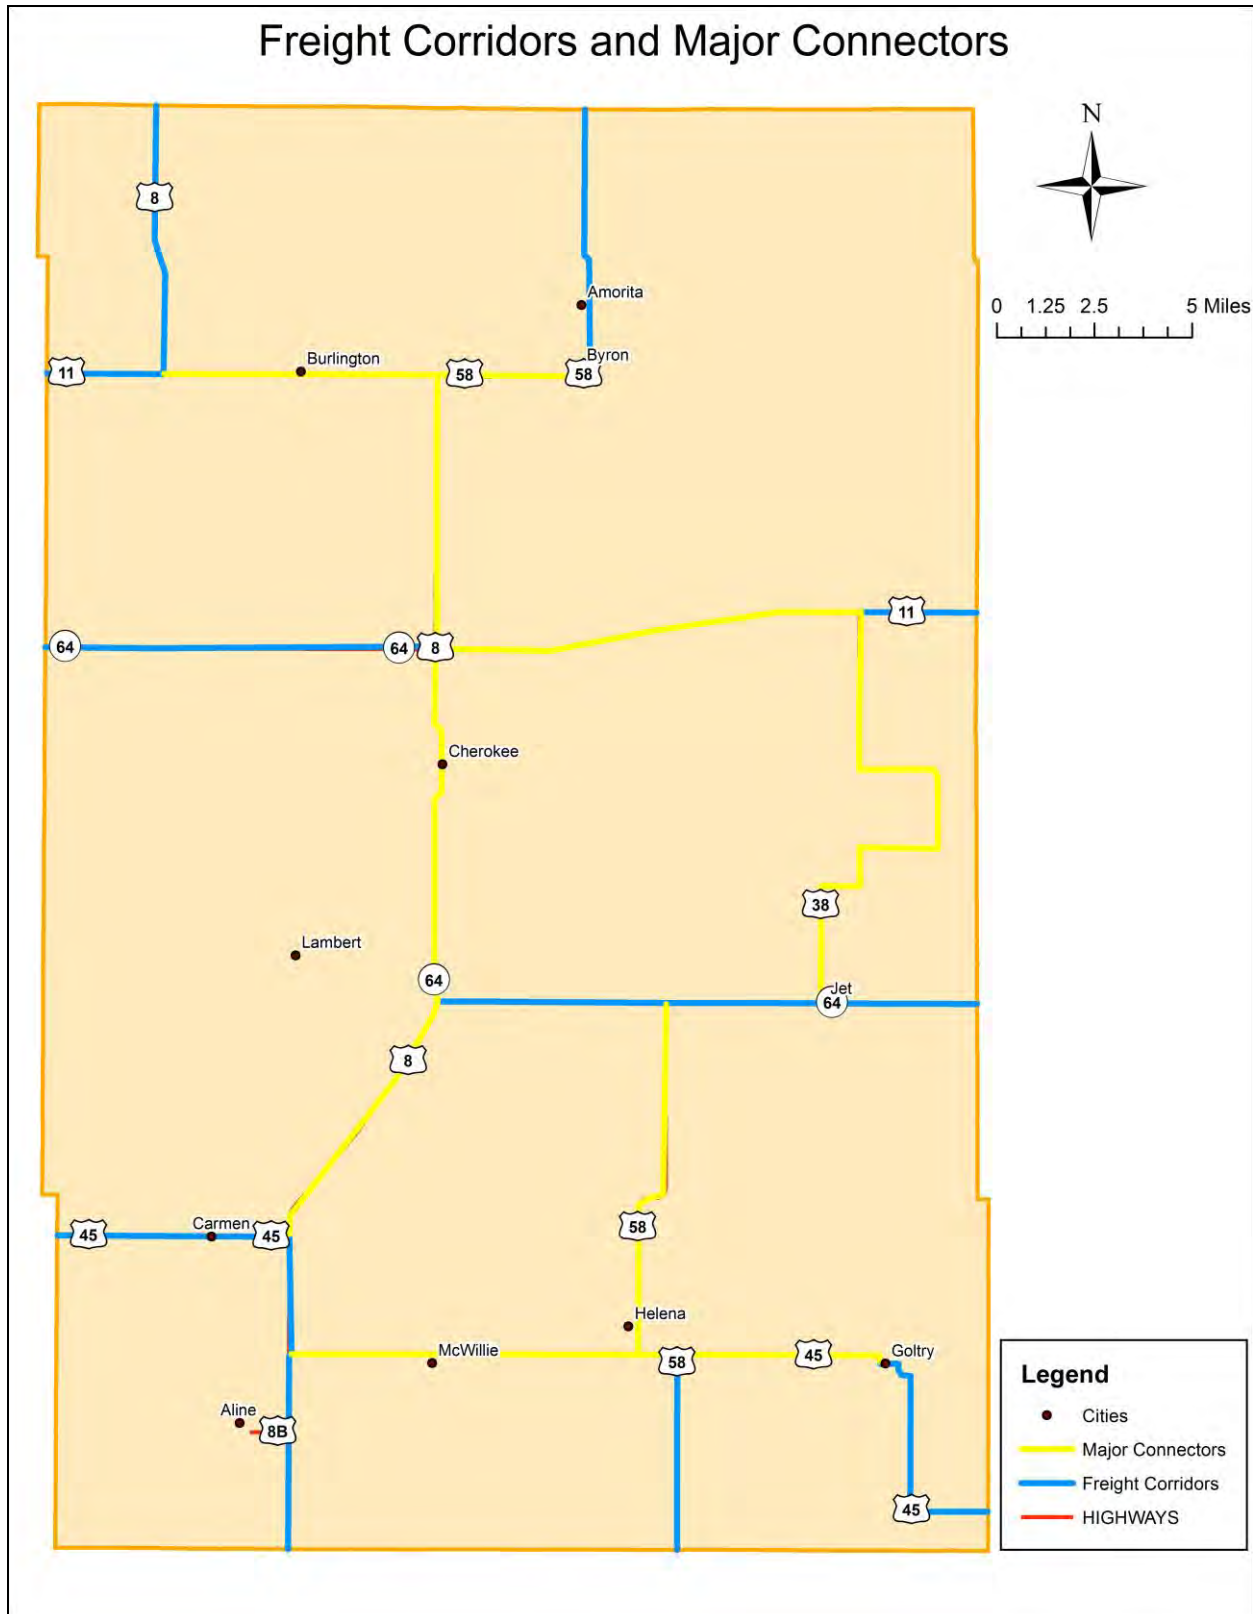 Freight Corridors and Major Connectors
N
8
Amorita
0 1.25 2.5 5 Miles
Burlington
Byron
11
58
58
11
64
64
8
Cherokee
38
Lambert
64
Jet
64
8
Carmen
45
45
58
Helena
McWillie
58
45
Goltry
Aline
8B
45
Legend
Cities
Major Connectors
Freight Corridors
HIGHWAYS